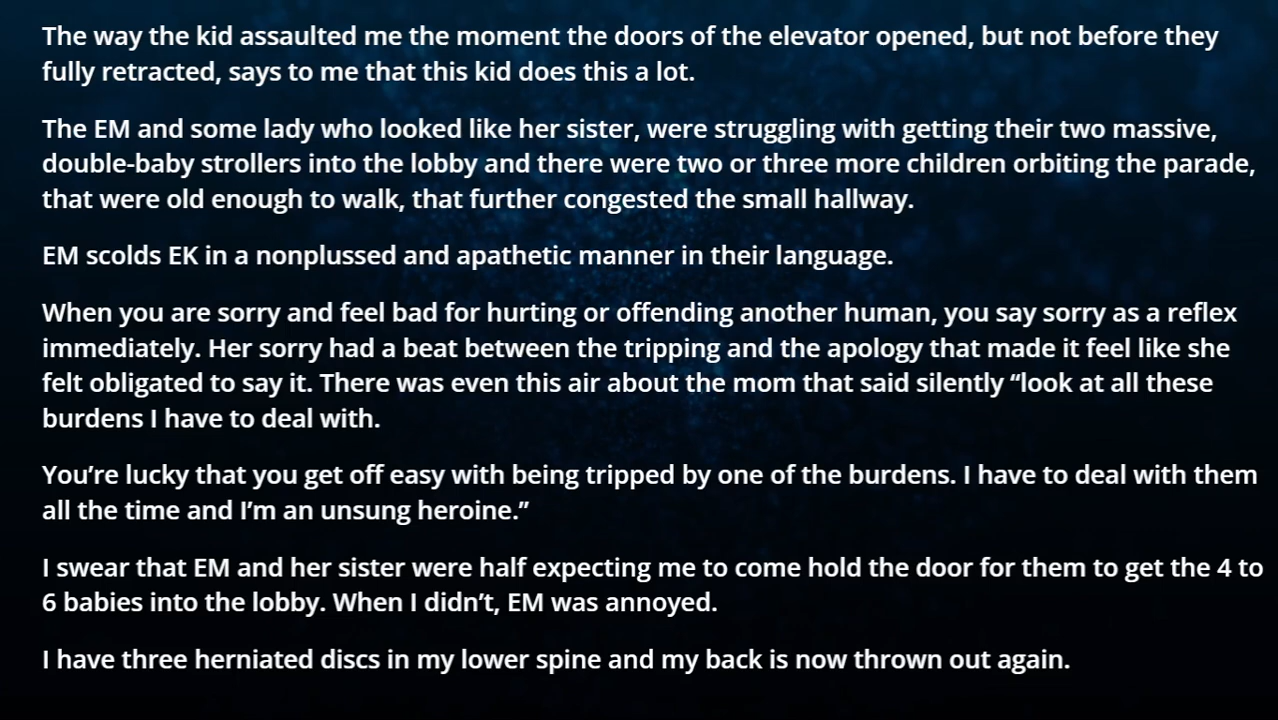 The way the kid assaulted me the moment the doors of the elevator opened, but not before they
fully retracted, says to me that this kid does this a lot.
The EM and some lady who looked like her sister, were struggling with getting their two massive,
double-baby strollers into the lobby and there were two or three more children orbiting the parade,
that were old enough to walk, that further congested the small hallway.
EM scolds EK in a nonplussed and apathetic manner in their language.
When you are sorry and feel bad for hurting or offending another human, you say sorry as a reflex
immediately. Her sorry had a beat between the tripping and the apology that made it feel like she
felt obligated to say it. There was even this air about the mom that said silently “look at all these
burdens I have to deal with.
You’re lucky that you get off easy with being tripped by one of the burdens. I have to deal with them
all the time and I’m an unsung heroine.”
I swear that EM and her sister were half expecting me to come hold the door for them to get the 4 to
6 babies into the lobby. When I didn’t, EM was annoyed.
I have three herniated discs in my lower spine and my back is now thrown out again.